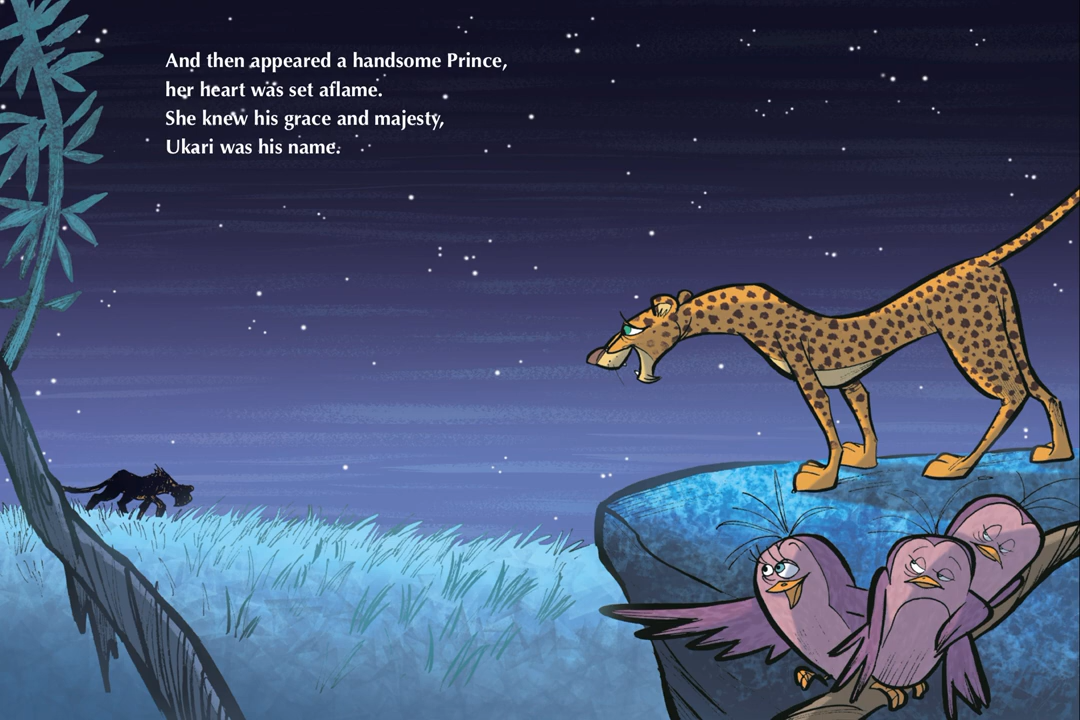 And then appeared a handsome Prince,
her heart was set aflame.
She knew his grace and majesty,
Ukari was his name.